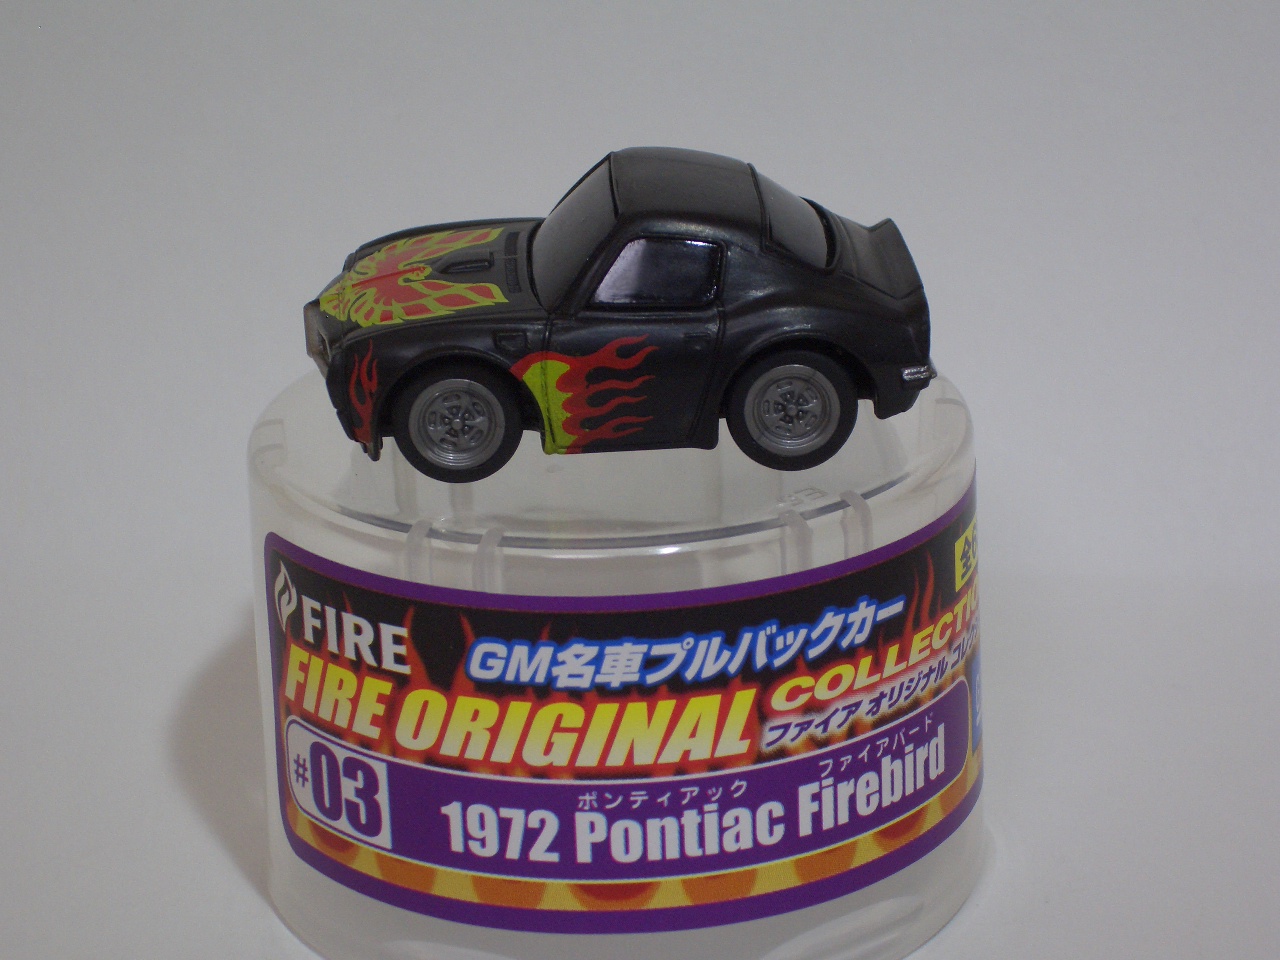 FIRE
GM名車プルバックカー
FIRE ORIGINAL
COLLECTIO
ファイア オリジナル コレク
全6
#03
ポンティアック ファイアバード
1972 Pontiac Firebird